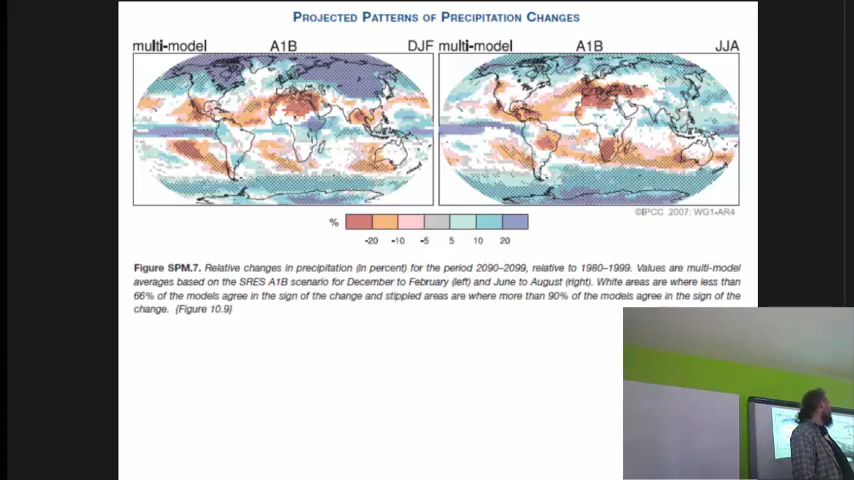 PROJECTED PATTERNS OF PRECIPITATION CHANGES
multi-model A1B DJF multi-model A1B JJA
©IPCC 2007: WG1-AR4
%
-20 -10 -5 5 10 20
Figure SPM.7. Relative changes in precipitation (in percent) for the period 2090–2099, relative to 1980–1999. Values are multi-model
averages based on the SRES A1B scenario for December to February (left) and June to August (right). White areas are where less than
66% of the models agree in the sign of the change and stippled areas are where more than 90% of the models agree in the sign of the
change. {Figure 10.9}